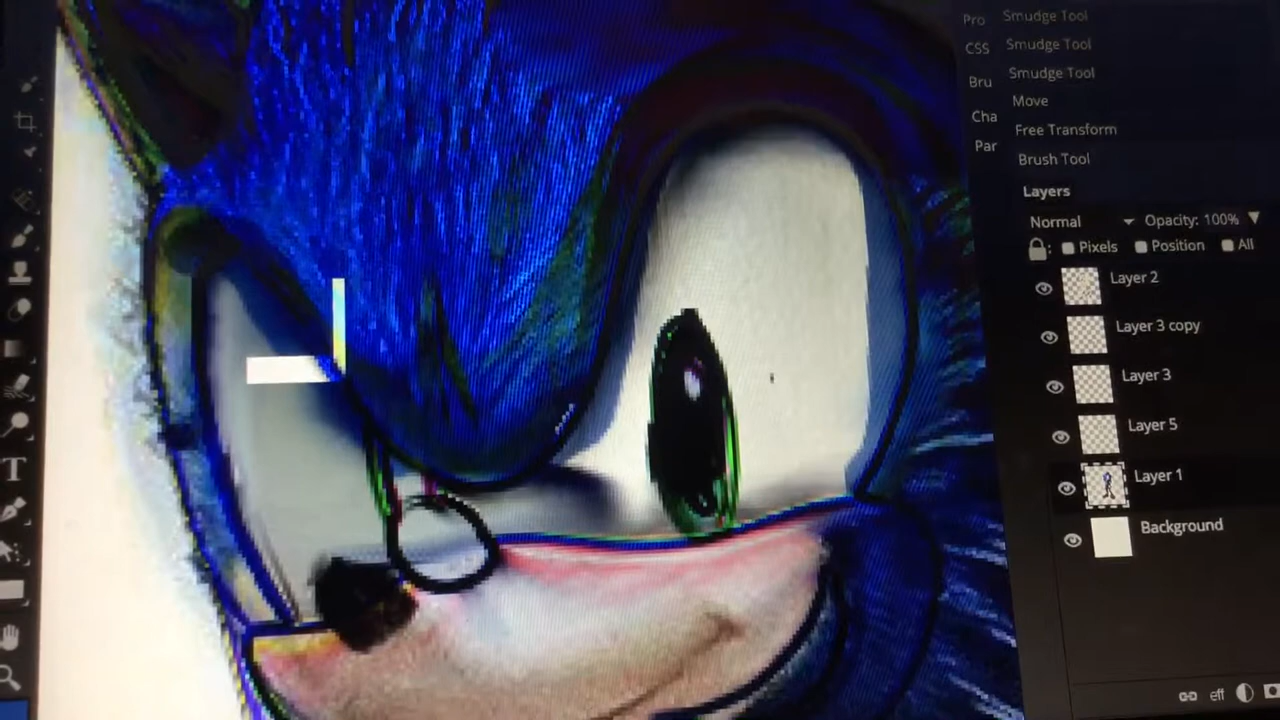 Pro
Smudge Tool
CSS
Smudge Tool
Bru
Smudge Tool
Cha
Move
Par
Free Transform
Brush Tool
Layers
Normal
Opacity: 100%
Pixels
Position
All
Layer 2
Layer 3 copy
Layer 3
Layer 5
Layer 1
Background
T
eff